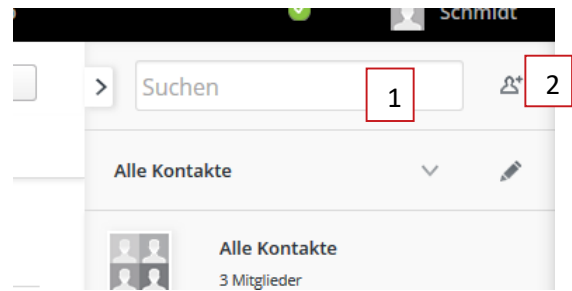 Schmidt
Suchen
1
2
Alle Kontakte
Alle Kontakte
3 Mitglieder